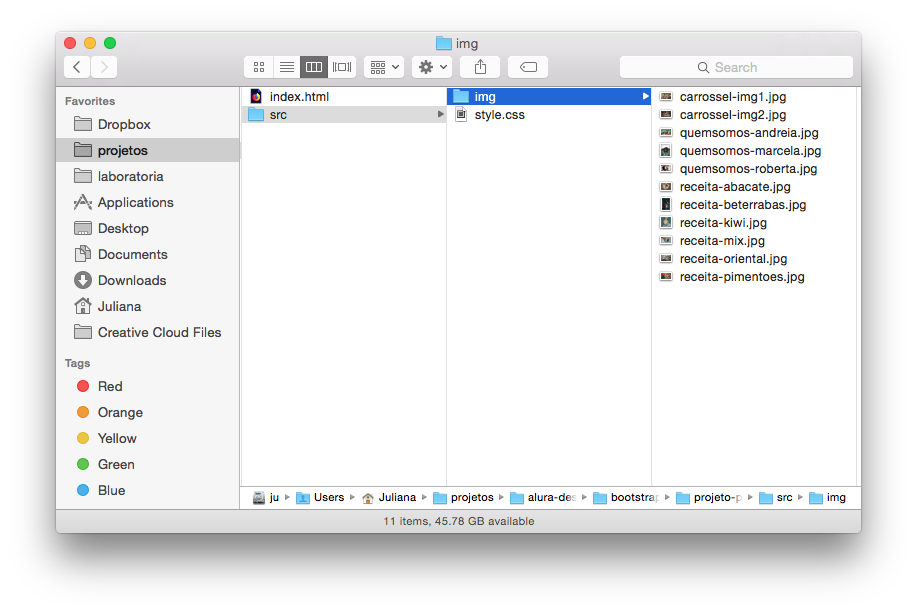 img
Search
Favorites
Dropbox
projetos
laboratoria
Applications
Desktop
Documents
Downloads
Juliana
Creative Cloud Files
Tags
Red
Orange
Yellow
Green
Blue
index.html
src
img
style.css
carrossel-img1.jpg
carrossel-img2.jpg
quemsomos-andreia.jpg
quemsomos-marcela.jpg
quemsomos-roberta.jpg
receita-abacate.jpg
receita-beterrabas.jpg
receita-kiwi.jpg
receita-mix.jpg
receita-oriental.jpg
receita-pimentoes.jpg
ju Users Juliana projetos alura-des bootstrap projeto-p src img
11 items, 45.78 GB available